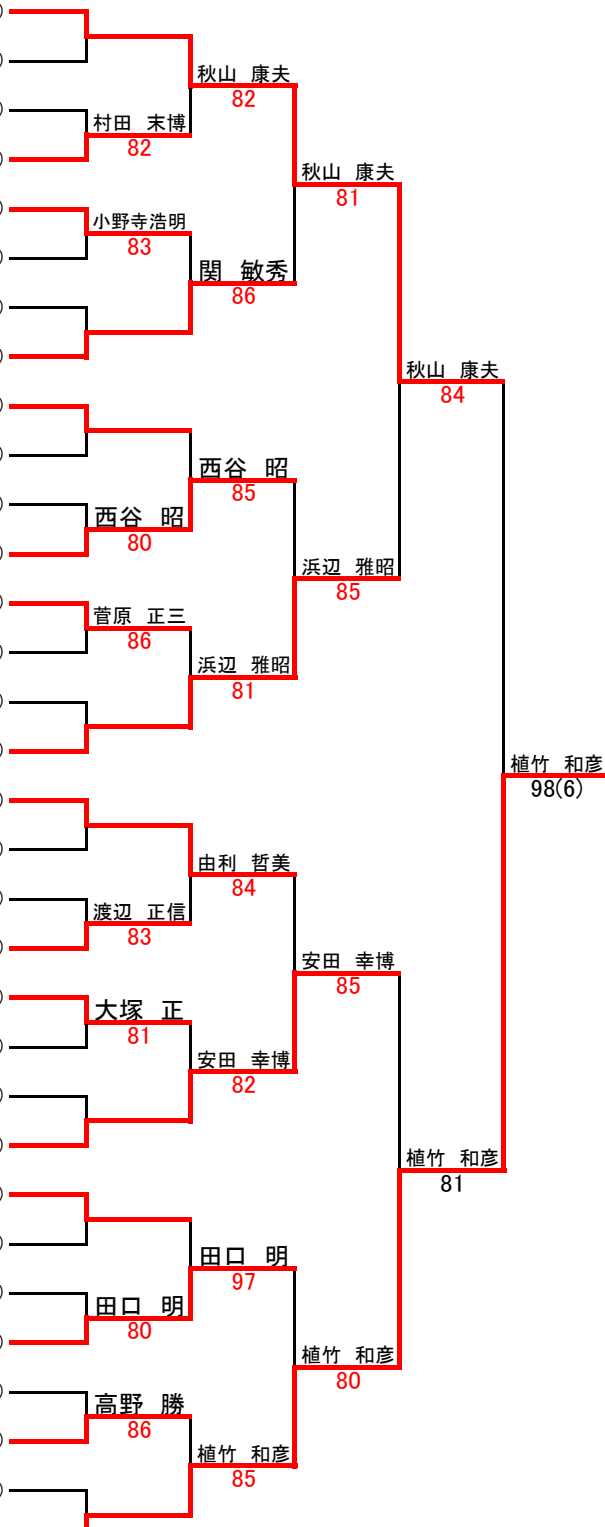 秋山 康夫
82
村田 末博
82
秋山 康夫
81
小野寺浩明
83
関 敏秀
86
秋山 康夫
84
西谷 昭
85
西谷 昭
80
浜辺 雅昭
85
菅原 正三
86
浜辺 雅昭
81
植竹 和彦
98(6)
由利 哲美
84
渡辺 正信
83
安田 幸博
85
大塚 正
81
安田 幸博
82
植竹 和彦
81
田口 明
97
田口 明
80
植竹 和彦
80
高野 勝
86
植竹 和彦
85